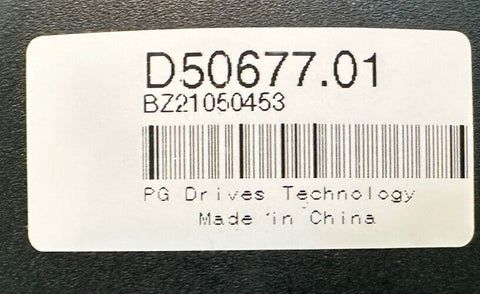 D50677.01
BZ21050453
PG Drives Technology
Made in China